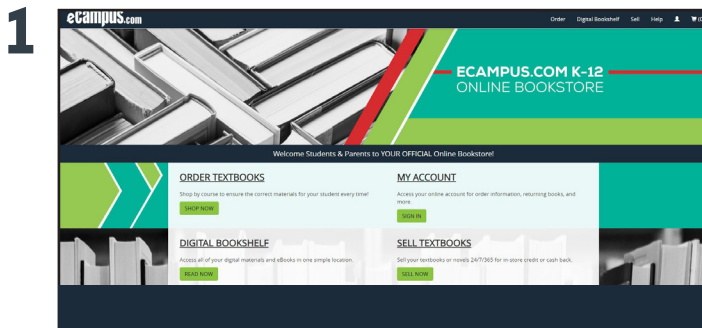 1
eCampus.com
Order Digital Bookshelf Sell Help
ECAMPUS.COM K-12
ONLINE BOOKSTORE
Welcome Students & Parents to YOUR OFFICIAL Online Bookstore!
ORDER TEXTBOOKS
Shop by course to ensure the correct materials for your student every time!
SHOP NOW
MY ACCOUNT
Access your online account for order information, returning books, and
more.
SIGN IN
DIGITAL BOOKSHELF
Access all of your digital materials and eBooks in one simple location.
READ NOW
SELL TEXTBOOKS
Sell your textbooks or novels 24/7/365 for in-store credit or cash back.
SELL NOW